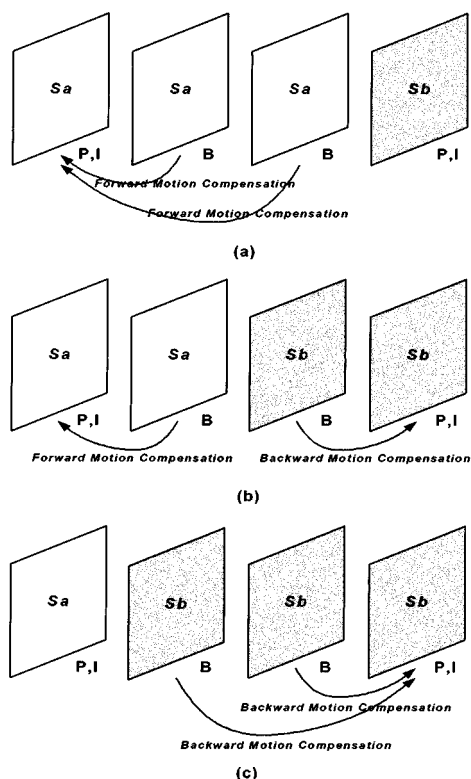 Sa Sa Sa Sb
P,I B B P,I
Forward Motion Compensation
Forward Motion Compensation
(a)
Sa Sa Sb Sb
P,I B B P,I
Forward Motion Compensation Backward Motion Compensation
(b)
Sa Sb Sb Sb
P,I B B P,I
Backward Motion Compensation
Backward Motion Compensation
(c)